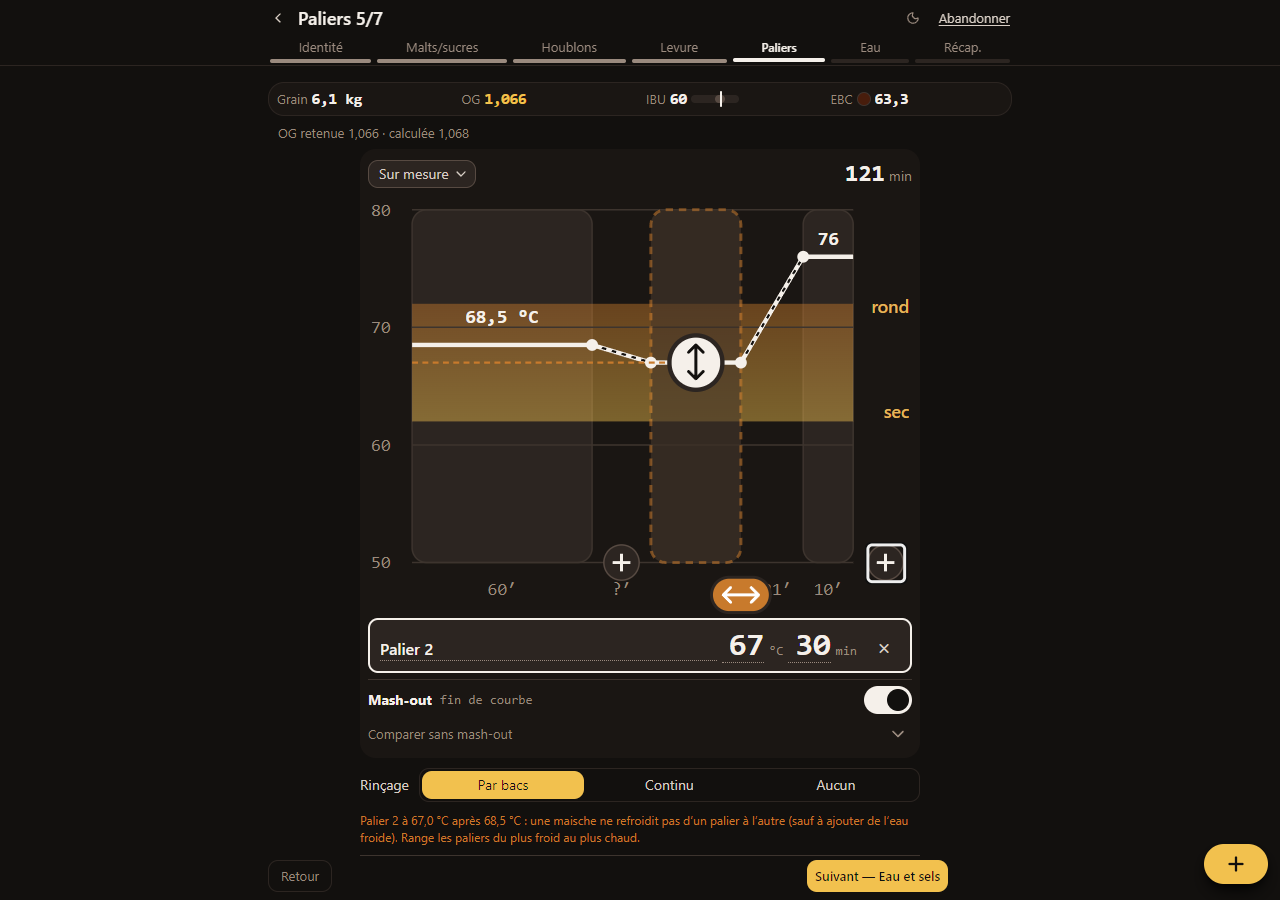 Paliers 5/7
Abandonner
Identité Malts/sucres Houblons Levure Paliers Eau Récap.
Grain 6,1 kg OG 1,066 IBU 60 EBC 63,3
OG retenue 1,066 · calculée 1,068
Sur mesure
121 min
80
76
rond
68,5 °C
70
sec
60
50
60′ ?′ 1′ 10′
Palier 2 67 °C 30 min ×
Mash-out fin de courbe
Comparer sans mash-out
Rinçage Par bacs Continu Aucun
Palier 2 à 67,0 °C après 68,5 °C : une maische ne refroidit pas d’un palier à l’autre (sauf à ajouter de l’eau
froide). Range les paliers du plus froid au plus chaud.
Retour
Suivant — Eau et sels